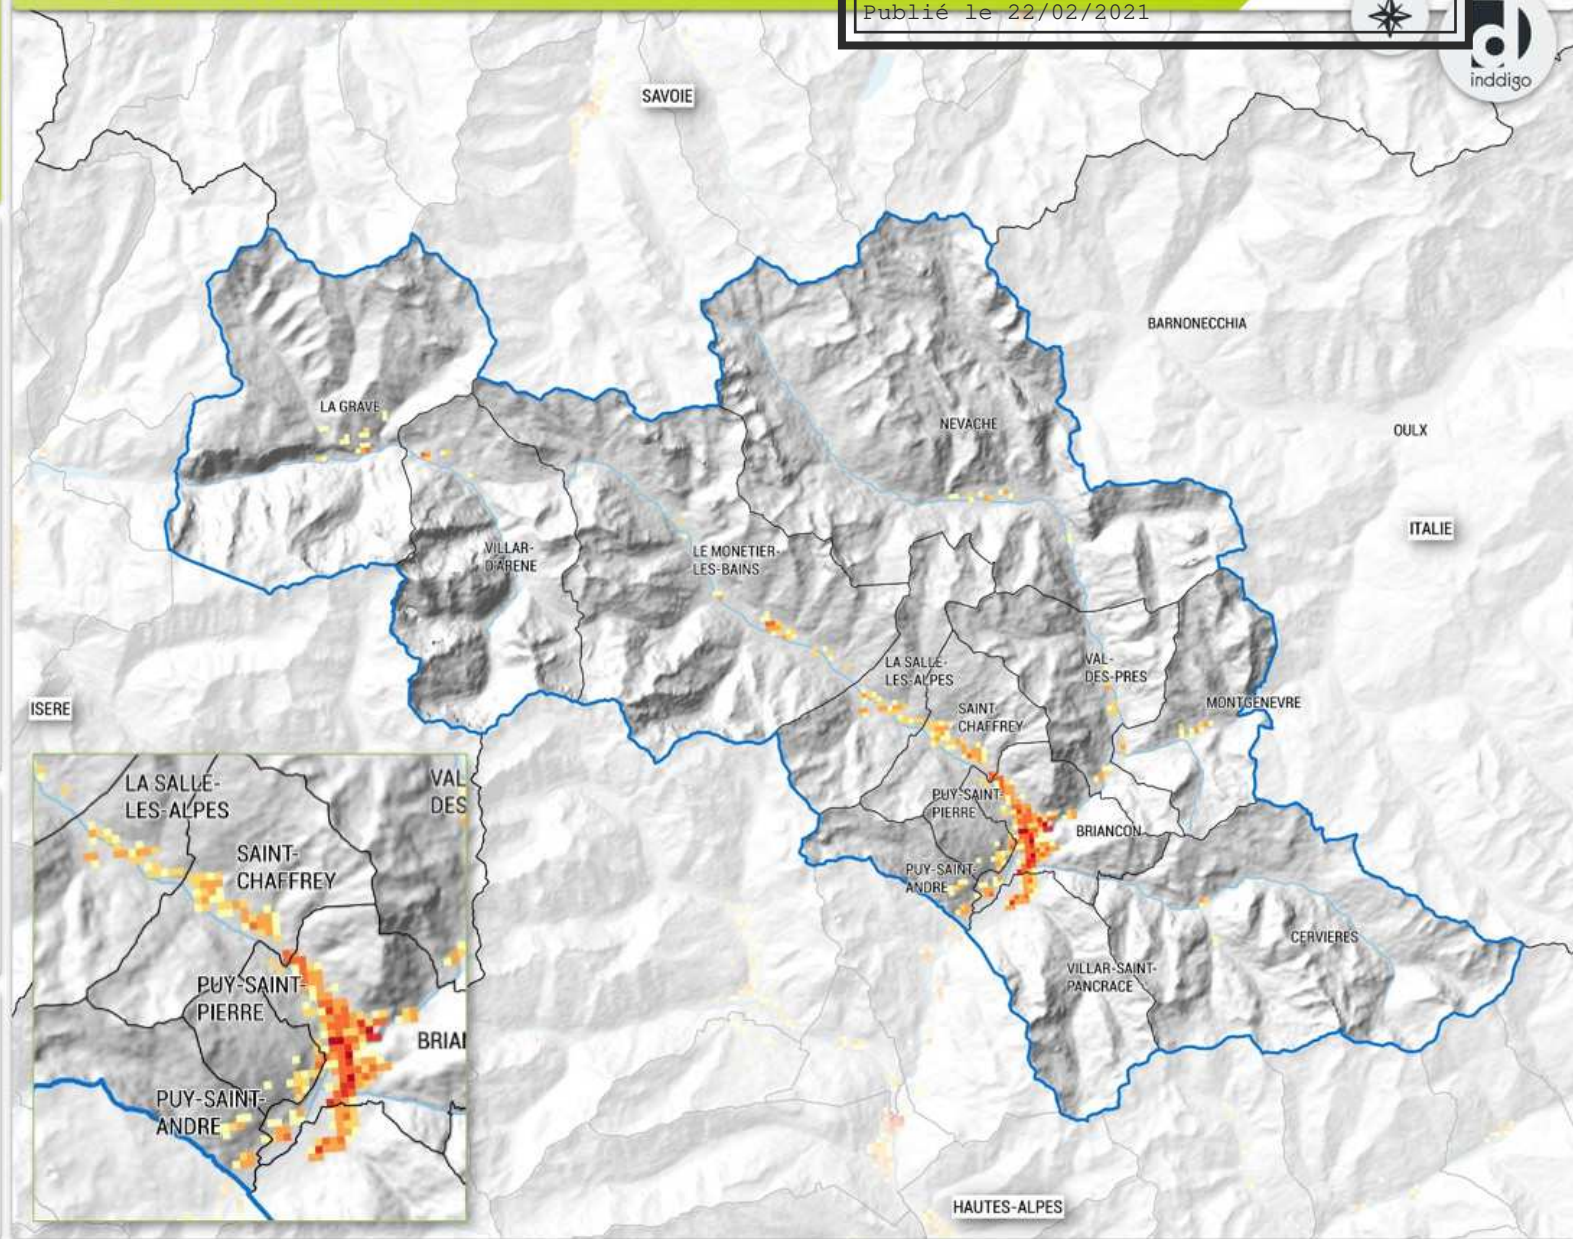 Publié le 22/02/2021
inddigo
SAVOIE
BARNONECCHIA
LA GRAVE
NEVACHE
OULX
ITALIE
VILLAR-
D'ARENE
LE MONETIER-
LES-BAINS
LA SALLE-
LES-ALPES
VAL-
DES-PRES
ISERE
SAINT-
CHAFFREY
MONTGENEVRE
PUY-SAINT-
PIERRE
BRIANCON
PUY-SAINT-
ANDRE
CERVIERES
VILLAR-SAINT-
PANCRACE
HAUTES-ALPES
LA SALLE-
LES-ALPES
VAL
DES
SAINT-
CHAFFREY
PUY-SAINT-
PIERRE
BRIAN
PUY-SAINT-
ANDRE